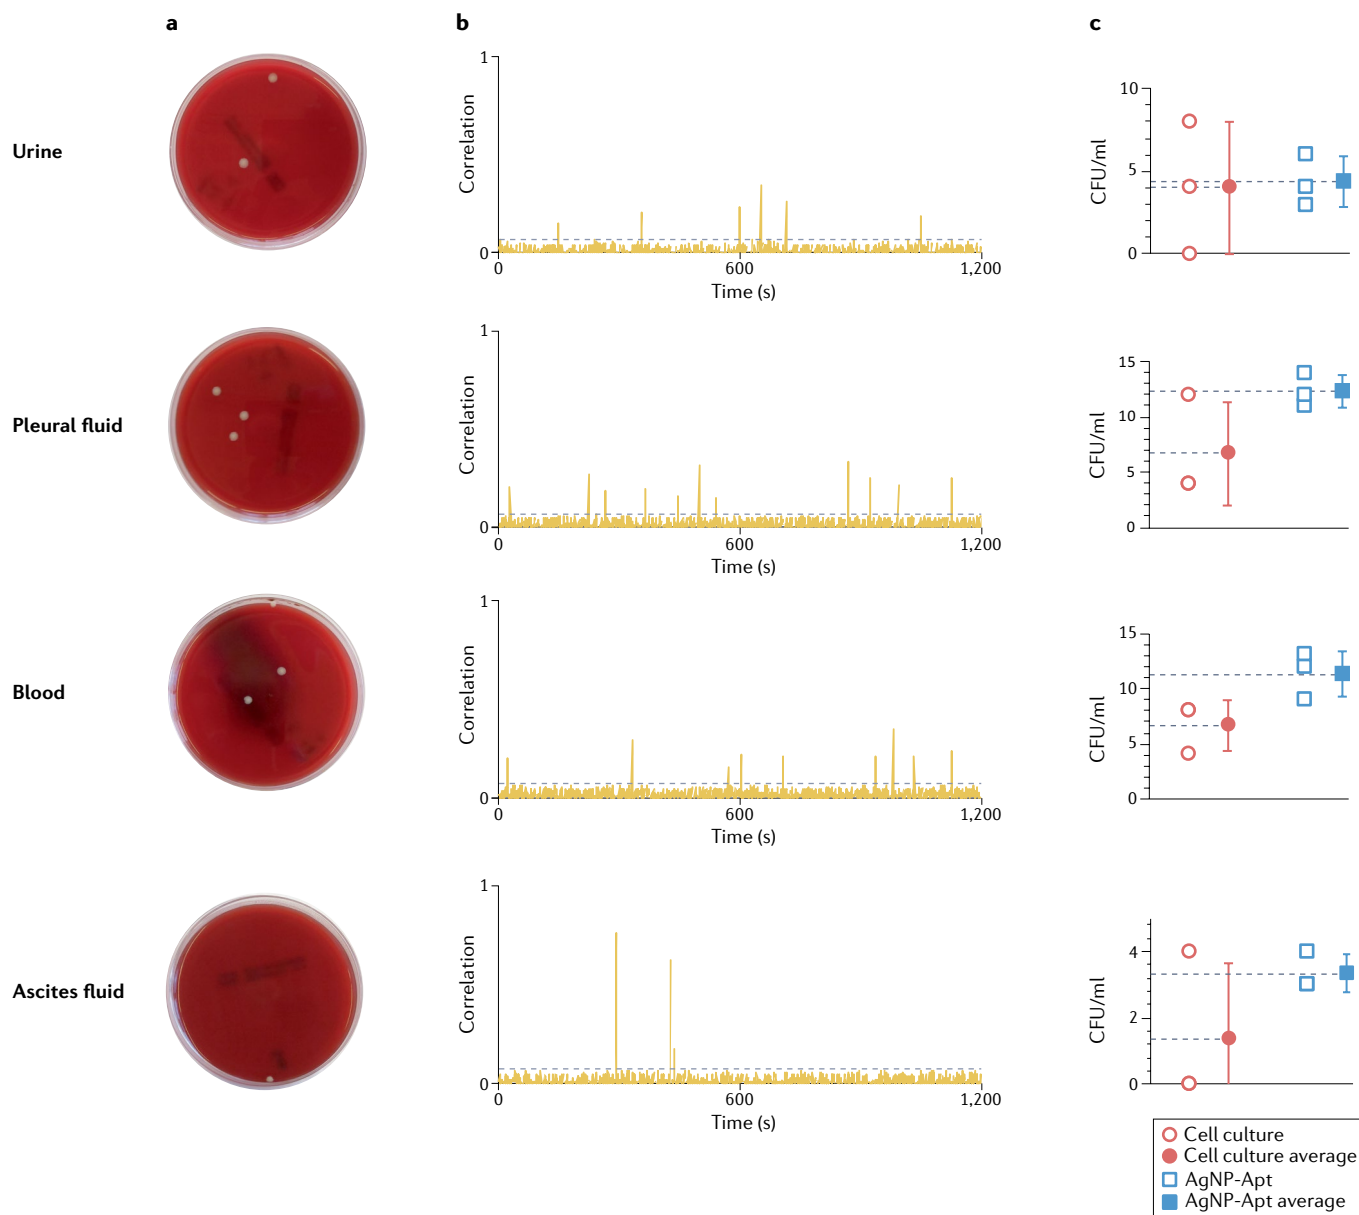 a
b
c
Urine
Correlation
1
0
0
600
1,200
Time (s)
CFU/ml
10
5
0
Pleural fluid
Correlation
1
0
0
600
1,200
Time (s)
CFU/ml
15
10
5
0
Blood
Correlation
1
0
0
600
1,200
Time (s)
CFU/ml
15
10
5
0
Ascites fluid
Correlation
1
0
0
600
1,200
Time (s)
CFU/ml
4
2
0
Cell culture
Cell culture average
AgNP-Apt
AgNP-Apt average